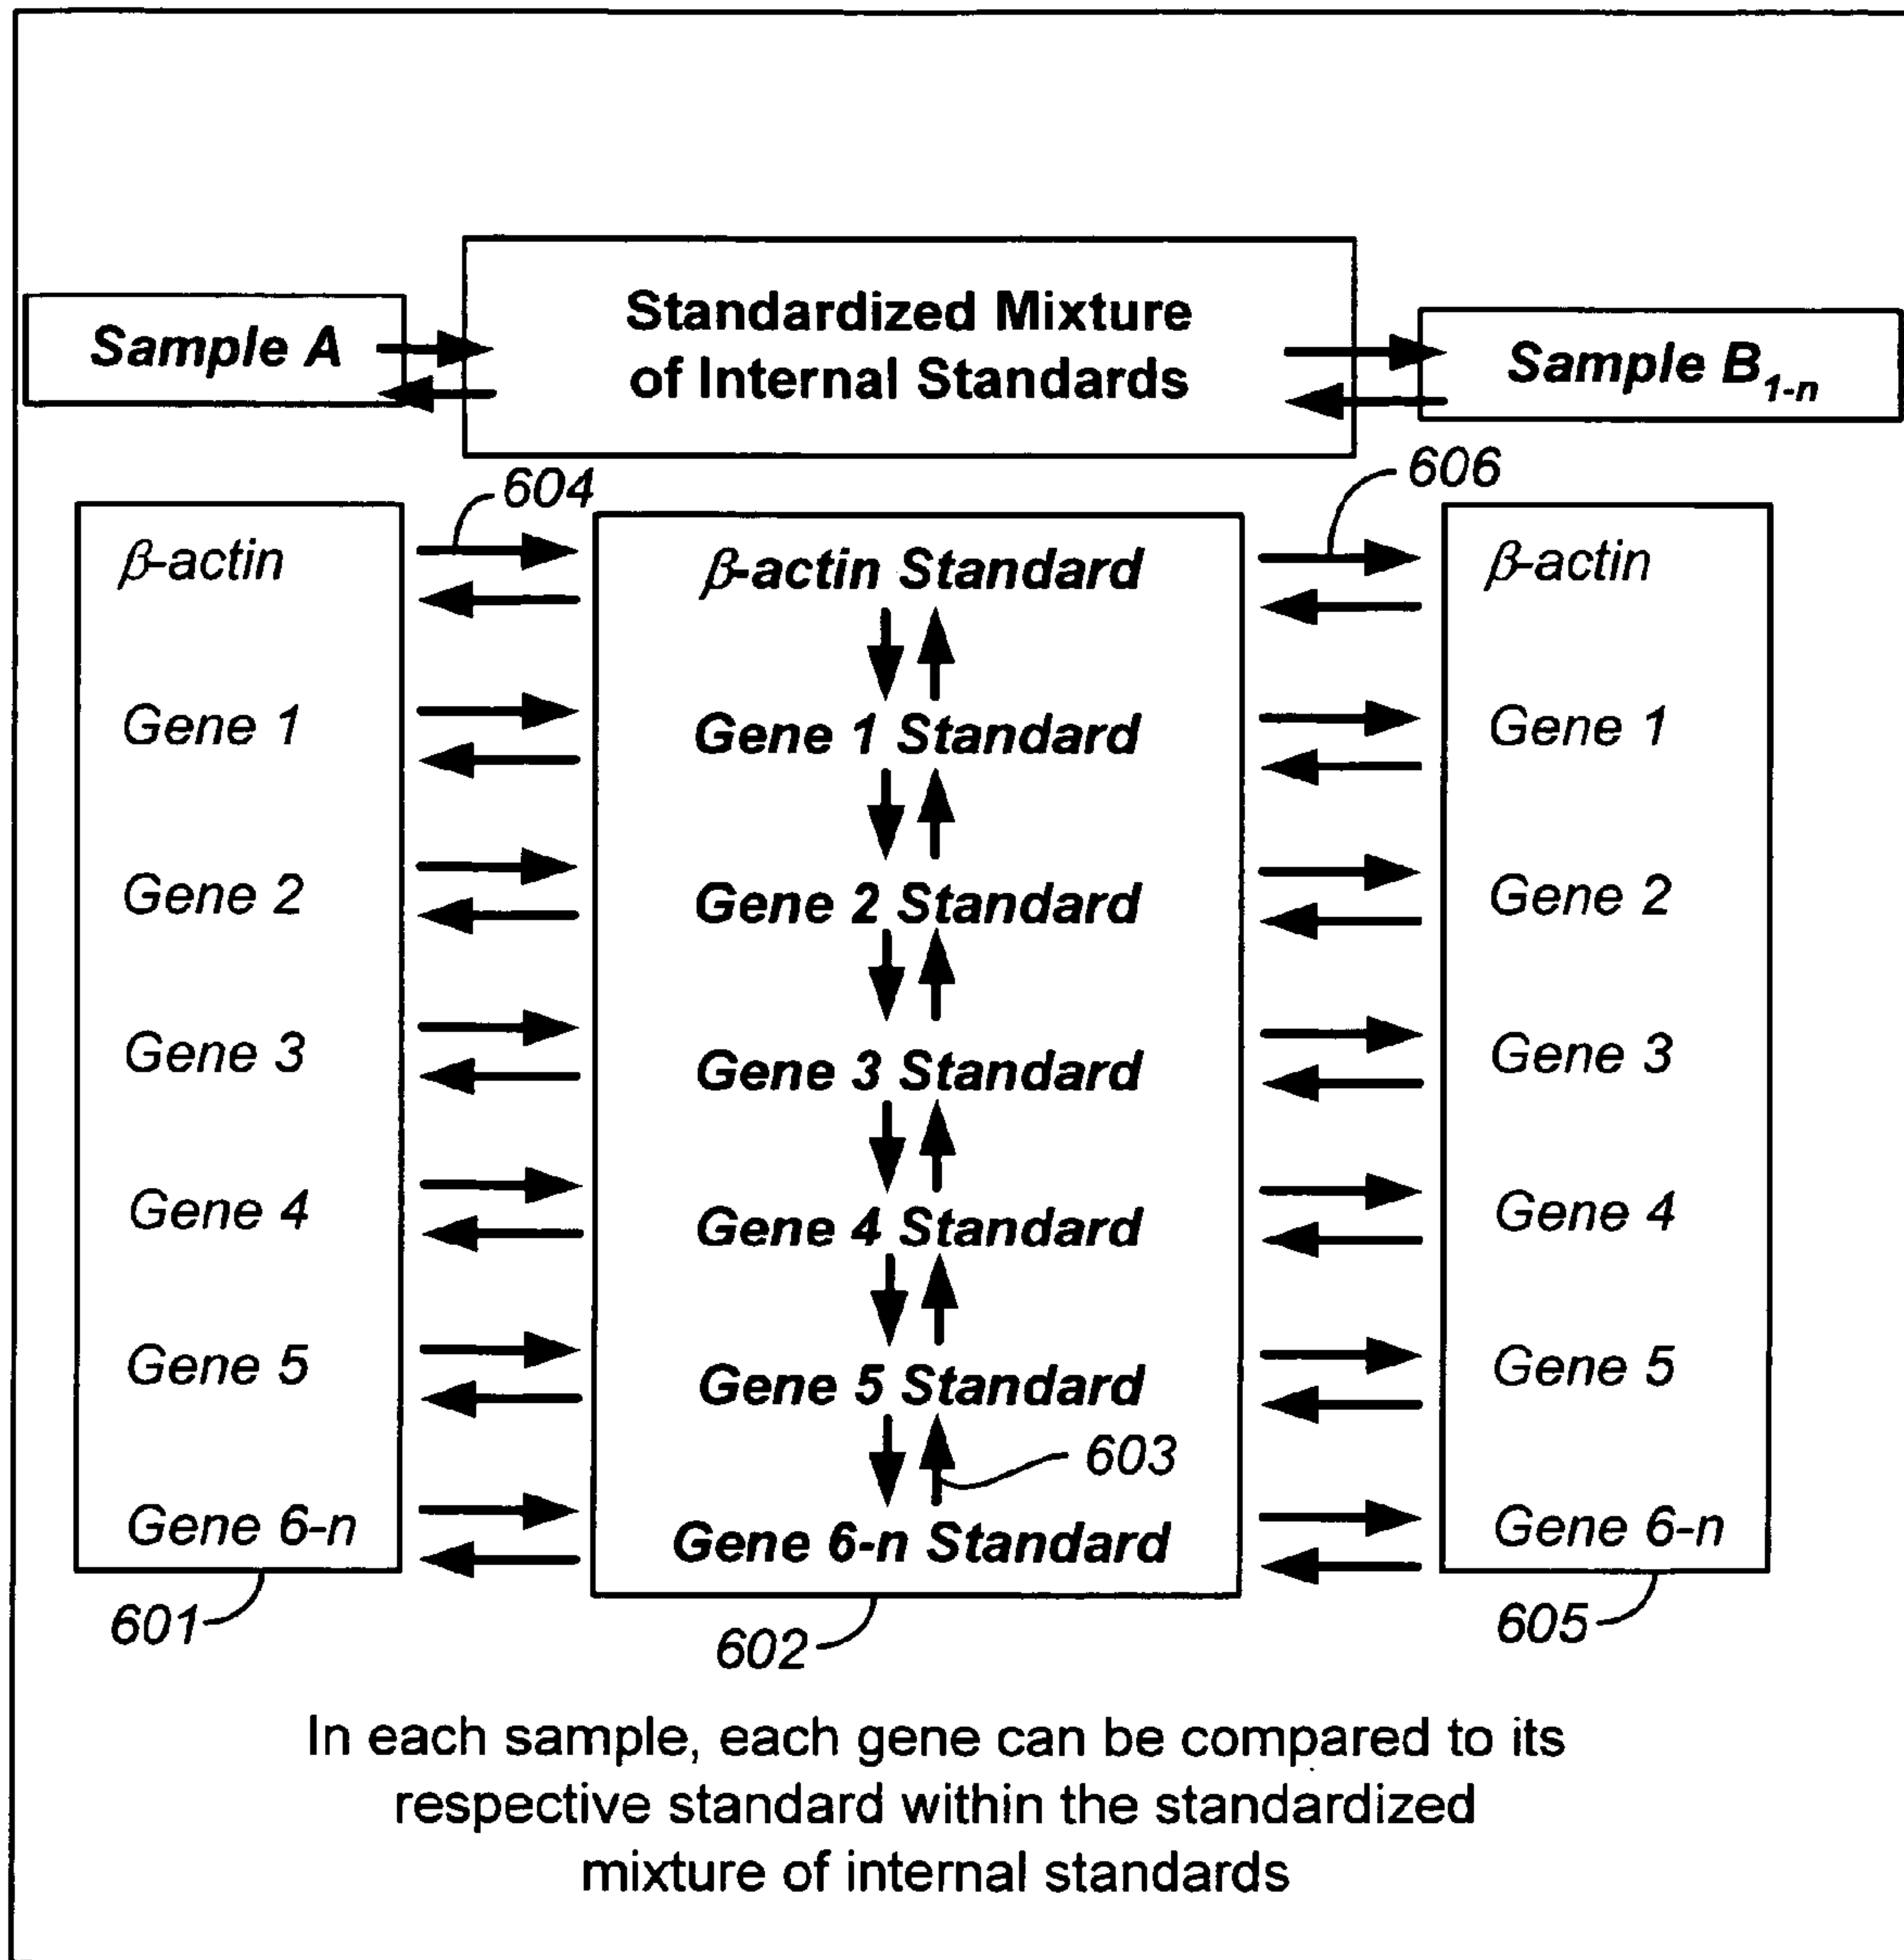 Standardized Mixture
of Internal Standards
Sample A
Sample B1-n
604
606
β-actin
β-actin Standard
β-actin
Gene 1
Gene 1 Standard
Gene 1
Gene 2
Gene 2 Standard
Gene 2
Gene 3
Gene 3 Standard
Gene 3
Gene 4
Gene 4 Standard
Gene 4
Gene 5
Gene 5 Standard
Gene 5
603
Gene 6-n
Gene 6-n Standard
Gene 6-n
601
602
605
In each sample, each gene can be compared to its
respective standard within the standardized
mixture of internal standards